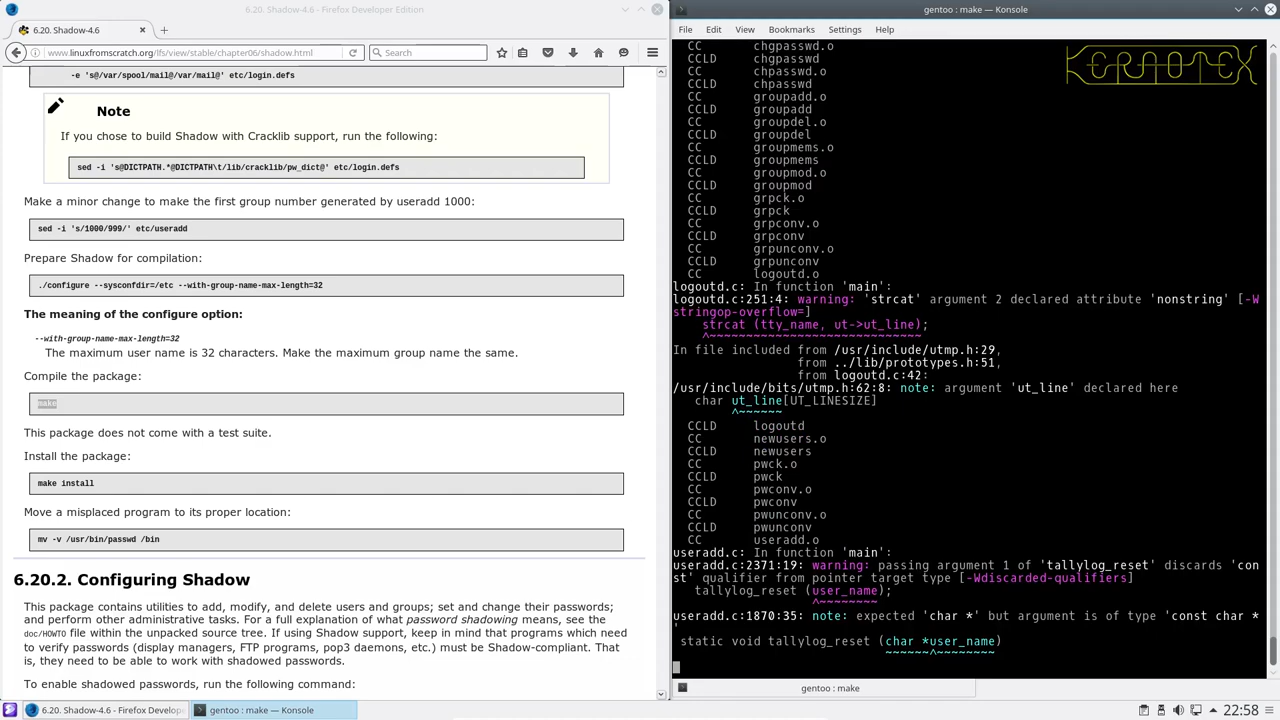 6.20. Shadow-4.6 - Firefox Developer Edition
6.20. Shadow-4.6
www.linuxfromscratch.org/lfs/view/stable/chapter06/shadow.html
Search
-e 's@/var/spool/mail@/var/mail@' etc/login.defs
Note
If you chose to build Shadow with Cracklib support, run the following:
sed -i 's@DICTPATH.*@DICTPATH\t/lib/cracklib/pw_dict@' etc/login.defs
Make a minor change to make the first group number generated by useradd 1000:
sed -i 's/1000/999/' etc/useradd
Prepare Shadow for compilation:
./configure --sysconfdir=/etc --with-group-name-max-length=32
The meaning of the configure option:
--with-group-name-max-length=32
The maximum user name is 32 characters. Make the maximum group name the same.
Compile the package:
make
This package does not come with a test suite.
Install the package:
make install
Move a misplaced program to its proper location:
mv -v /usr/bin/passwd /bin
6.20.2. Configuring Shadow
This package contains utilities to add, modify, and delete users and groups; set and change their passwords;
and perform other administrative tasks. For a full explanation of what password shadowing means, see the
doc/HOWTO file within the unpacked source tree. If using Shadow support, keep in mind that programs which need
to verify passwords (display managers, FTP programs, pop3 daemons, etc.) must be Shadow-compliant. That
is, they need to be able to work with shadowed passwords.
To enable shadowed passwords, run the following command:
gentoo : make — Konsole
File Edit View Bookmarks Settings Help
KEROTEX
CC chgpasswd.o
CCLD chgpasswd
CC chpasswd.o
CCLD chpasswd
CC groupadd.o
CCLD groupadd
CC groupdel.o
CCLD groupdel
CC groupmems.o
CCLD groupmems
CC groupmod.o
CCLD groupmod
CC grpck.o
CCLD grpck
CC grpconv.o
CCLD grpconv
CC grpunconv.o
CCLD grpunconv
CC logoutd.o
logoutd.c: In function 'main':
logoutd.c:251:4: warning: 'strcat' argument 2 declared attribute 'nonstring' [-W
stringop-overflow=]
strcat (tty_name, ut->ut_line);
^~~~~~~~~~~~~~~~~~~~~~~~~~~~~~
In file included from /usr/include/utmp.h:29,
from ../lib/prototypes.h:51,
from logoutd.c:42:
/usr/include/bits/utmp.h:62:8: note: argument 'ut_line' declared here
char ut_line[UT_LINESIZE]
^~~~~~~
CCLD logoutd
CC newusers.o
CCLD newusers
CC pwck.o
CCLD pwck
CC pwconv.o
CCLD pwconv
CC pwunconv.o
CCLD pwunconv
CC useradd.o
useradd.c: In function 'main':
useradd.c:2371:19: warning: passing argument 1 of 'tallylog_reset' discards 'con
st' qualifier from pointer target type [-Wdiscarded-qualifiers]
tallylog_reset (user_name);
^~~~~~~~~
useradd.c:1870:35: note: expected 'char *' but argument is of type 'const char *
'
static void tallylog_reset (char *user_name)
~~~~~~^~~~~~~~~
gentoo : make
6.20. Shadow-4.6 - Firefox Develop
gentoo : make — Konsole
22:58